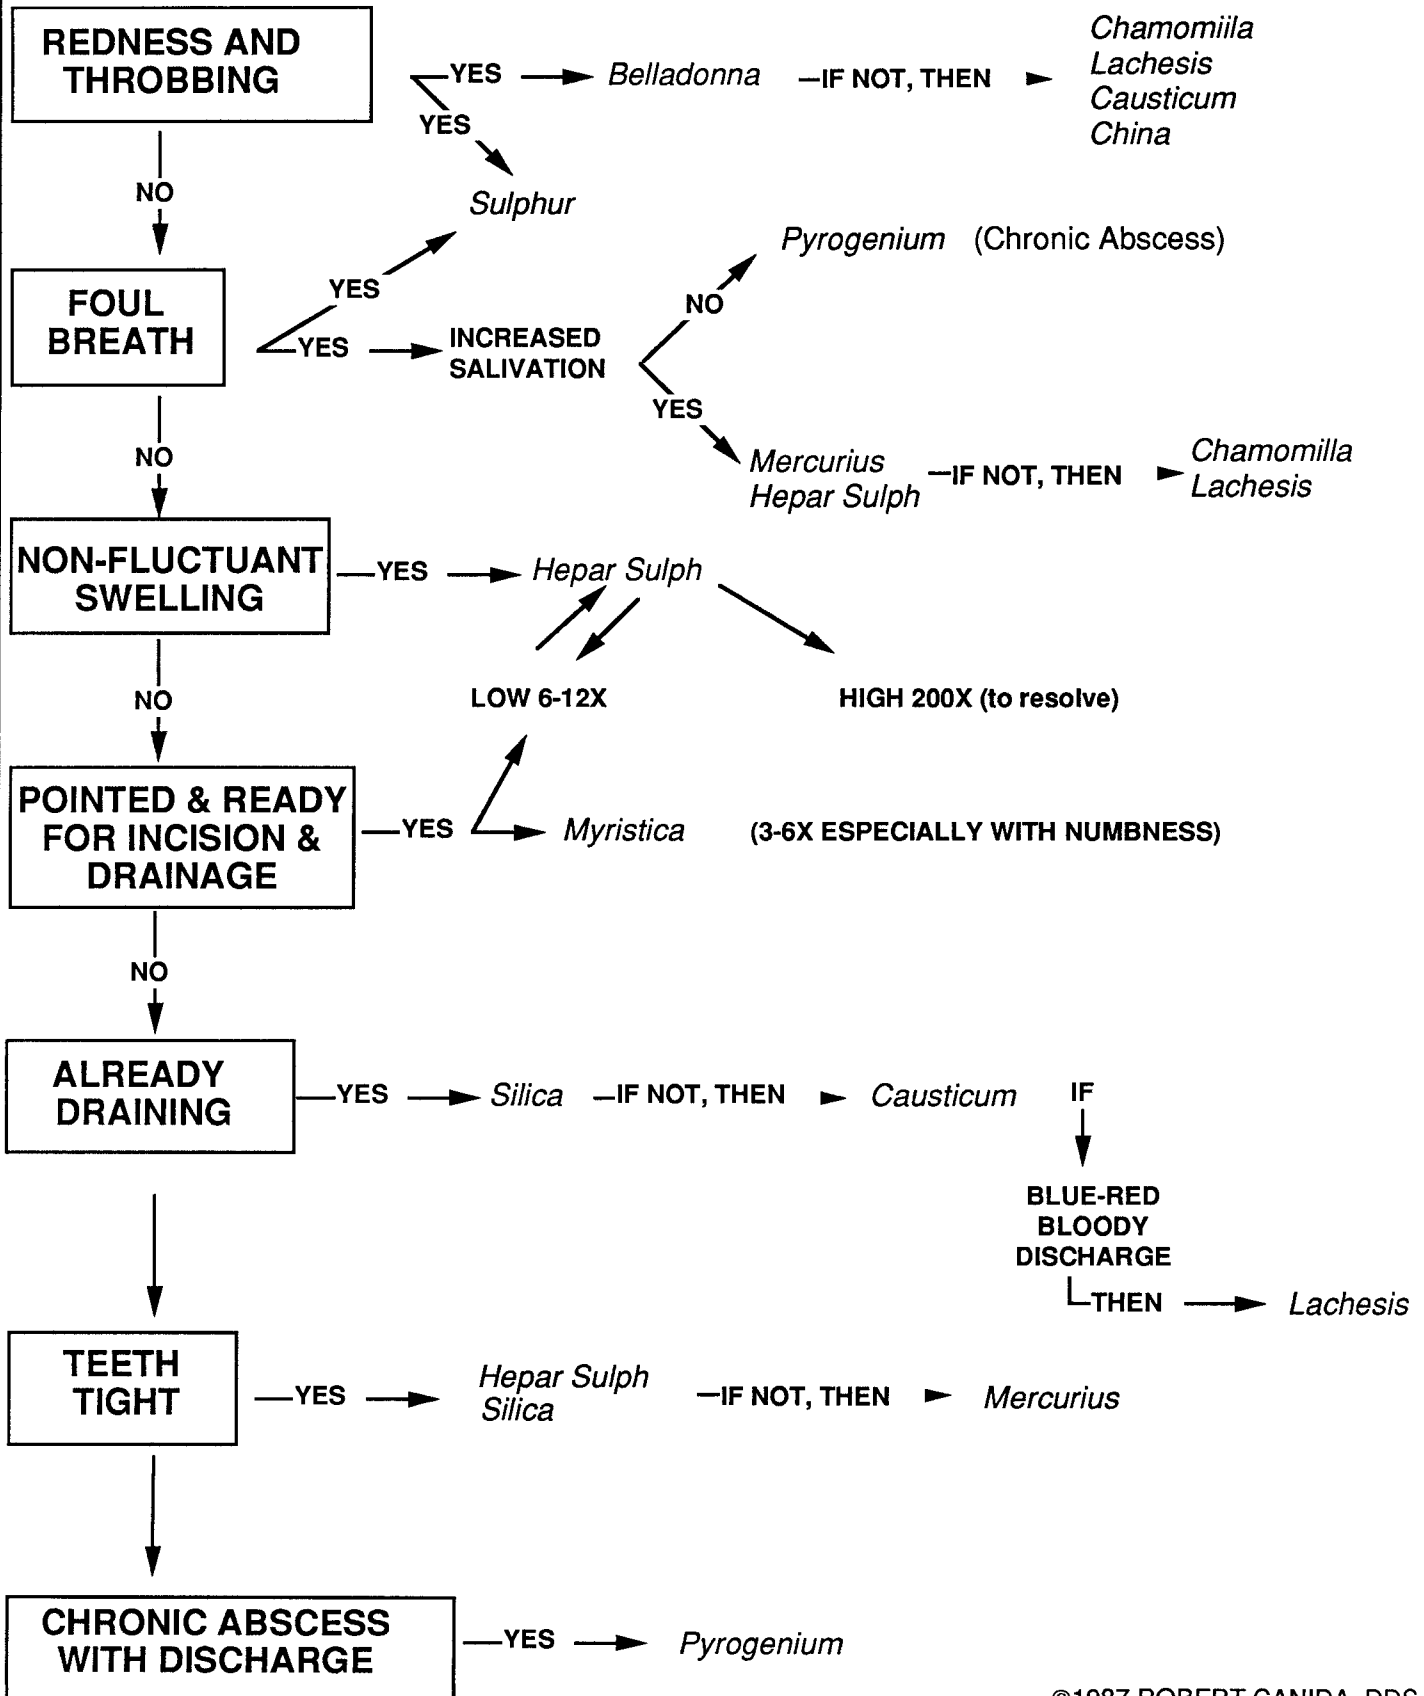 REDNESS AND
THROBBING
YES
Belladonna
IF NOT, THEN
Chamomiila
Lachesis
Causticum
China
YES
NO
Sulphur
Pyrogenium (Chronic Abscess)
YES
NO
FOUL
BREATH
YES
INCREASED
SALIVATION
YES
NO
Mercurius
Hepar Sulph
IF NOT, THEN
Chamomilla
Lachesis
NON-FLUCTUANT
SWELLING
YES
Hepar Sulph
NO
LOW 6-12X
HIGH 200X (to resolve)
POINTED & READY
FOR INCISION &
DRAINAGE
YES
Myristica
(3-6X ESPECIALLY WITH NUMBNESS)
NO
ALREADY
DRAINING
YES
Silica
IF NOT, THEN
Causticum
IF
BLUE-RED
BLOODY
DISCHARGE
THEN
Lachesis
TEETH
TIGHT
YES
Hepar Sulph
Silica
IF NOT, THEN
Mercurius
CHRONIC ABSCESS
WITH DISCHARGE
YES
Pyrogenium
©1987 ROBERT CANIDA, DDS